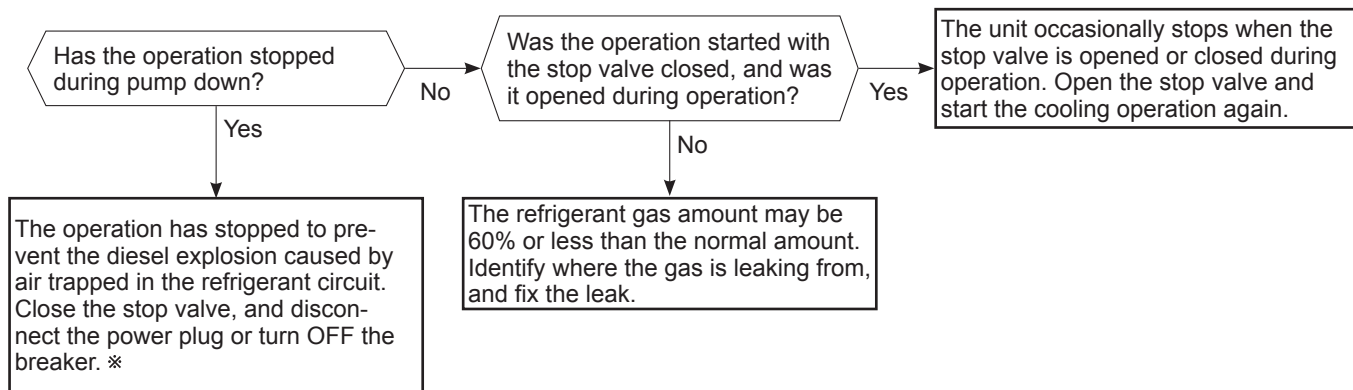 Has the operation stopped
during pump down?
No
Yes
Was the operation started with
the stop valve closed, and was
it opened during operation?
Yes
No
The unit occasionally stops when the
stop valve is opened or closed during
operation. Open the stop valve and
start the cooling operation again.
The operation has stopped to pre-
vent the diesel explosion caused by
air trapped in the refrigerant circuit.
Close the stop valve, and discon-
nect the power plug or turn OFF the
breaker. ※
The refrigerant gas amount may be
60% or less than the normal amount.
Identify where the gas is leaking from,
and fix the leak.